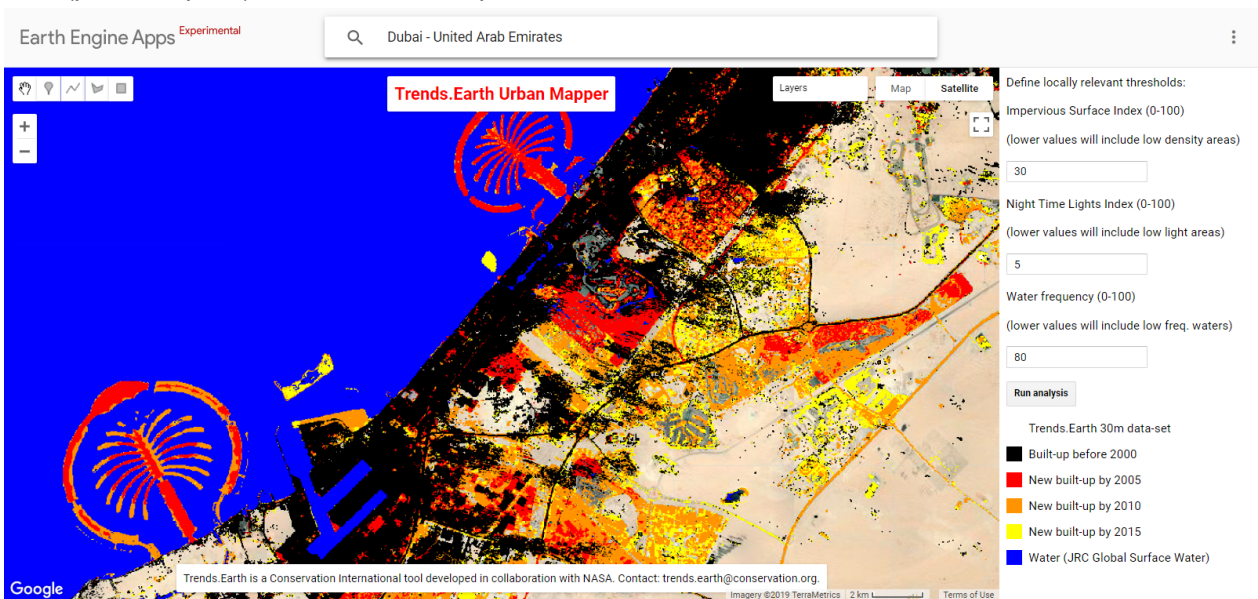 Earth Engine Apps Experimental
Dubai - United Arab Emirates
Trends.Earth Urban Mapper
Layers
Map
Satellite
+
−
Define locally relevant thresholds:
Impervious Surface Index (0-100)
(lower values will include low density areas)
30
Night Time Lights Index (0-100)
(lower values will include low light areas)
5
Water frequency (0-100)
(lower values will include low freq. waters)
80
Run analysis
Trends.Earth 30m data-set
Built-up before 2000
New built-up by 2005
New built-up by 2010
New built-up by 2015
Water (JRC Global Surface Water)
Trends.Earth is a Conservation International tool developed in collaboration with NASA. Contact: trends.earth@conservation.org.
Google
Imagery ©2019 TerraMetrics
2 km
Terms of Use